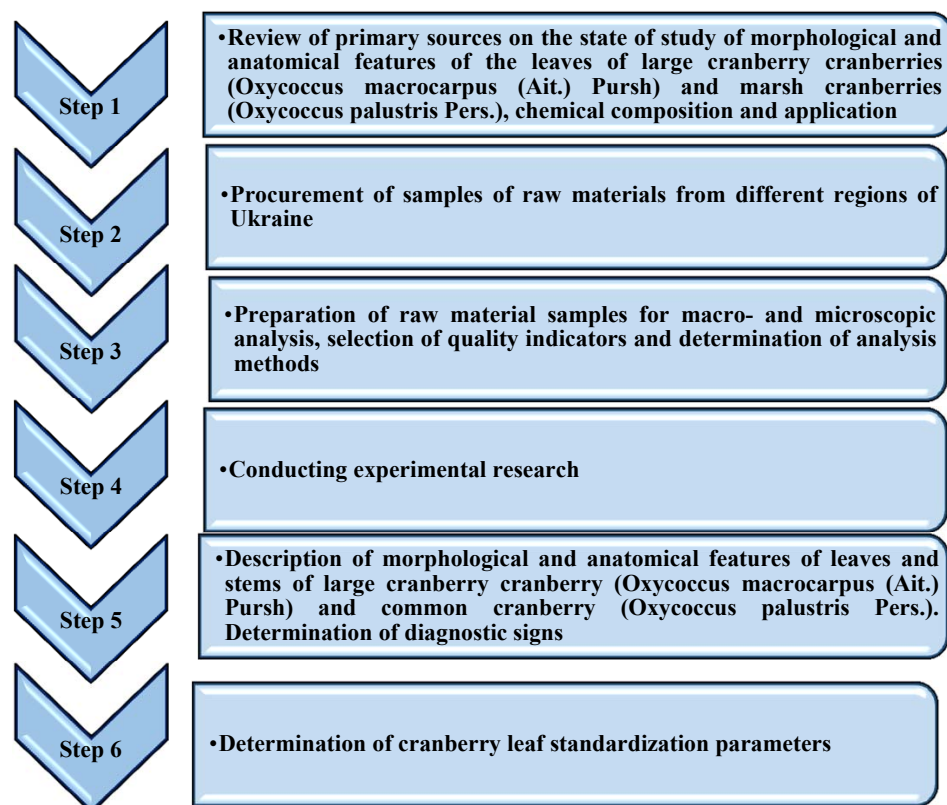 Step 1
•Review of primary sources on the state of study of morphological and
anatomical features of the leaves of large cranberry cranberries
(Oxycoccus macrocarpus (Ait.) Pursh) and marsh cranberries
(Oxycoccus palustris Pers.), chemical composition and application
Step 2
•Procurement of samples of raw materials from different regions of
Ukraine
Step 3
•Preparation of raw material samples for macro- and microscopic
analysis, selection of quality indicators and determination of analysis
methods
Step 4
•Conducting experimental research
Step 5
•Description of morphological and anatomical features of leaves and
stems of large cranberry cranberry (Oxycoccus macrocarpus (Ait.)
Pursh) and common cranberry (Oxycoccus palustris Pers.).
Determination of diagnostic signs
Step 6
•Determination of cranberry leaf standardization parameters